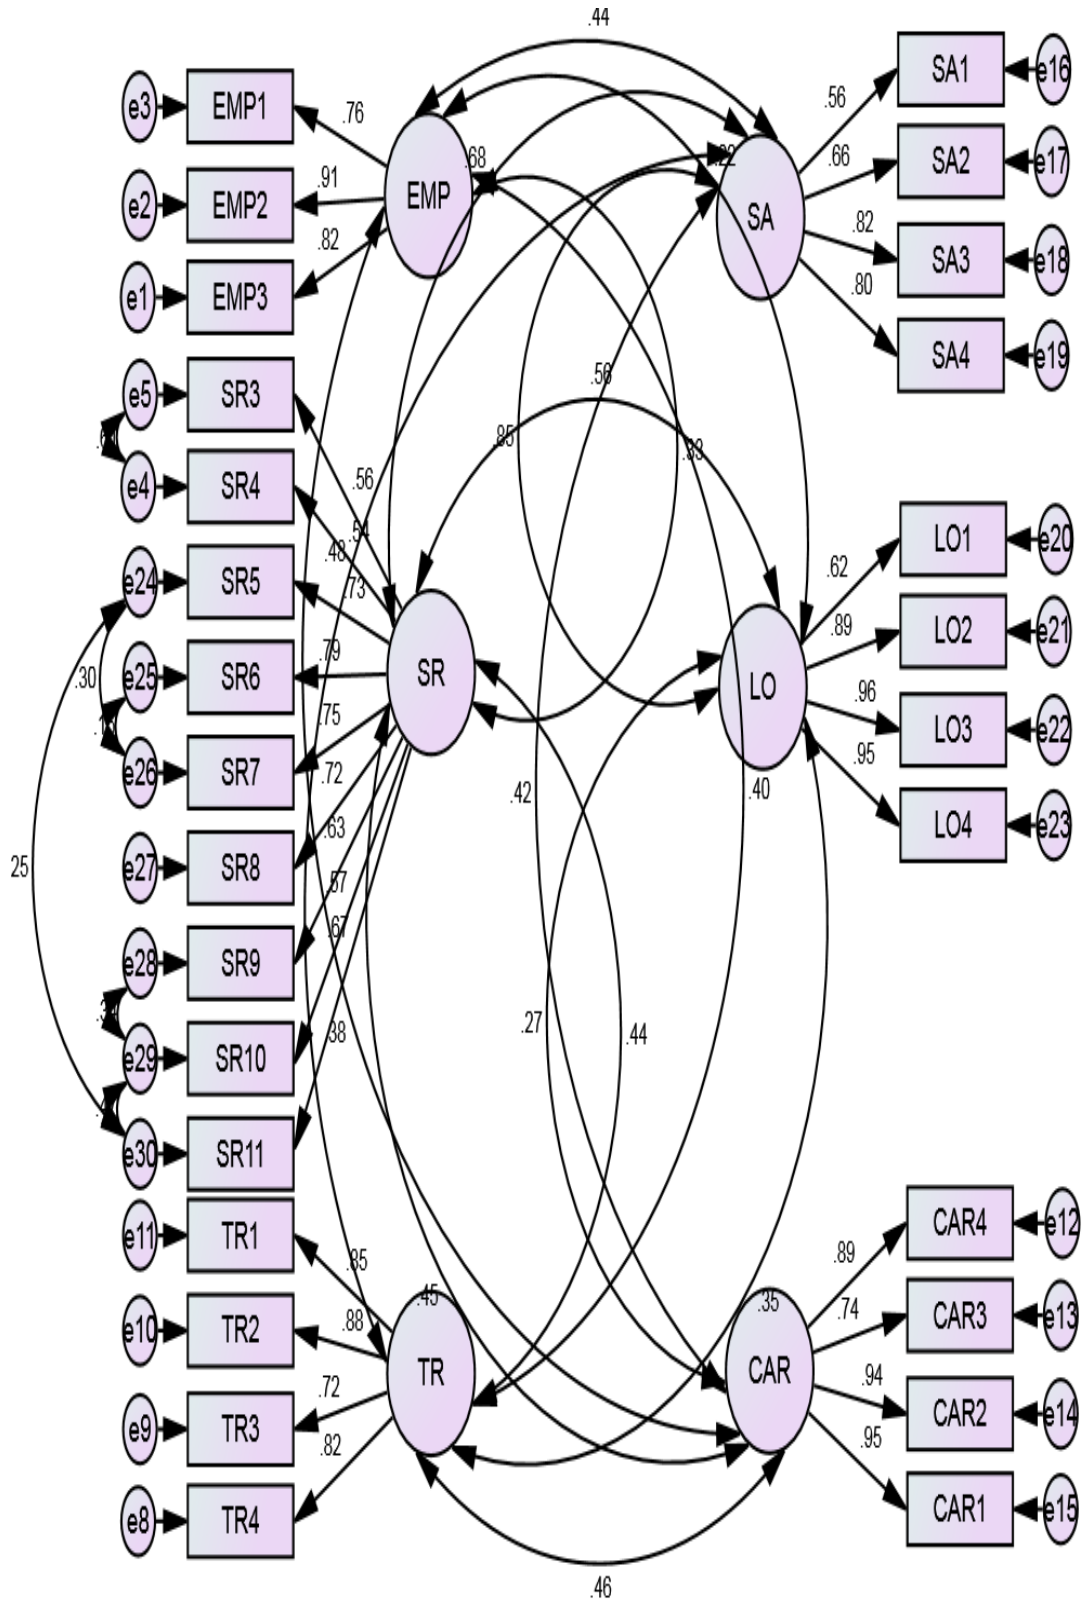 .44
SA1
e16
e3
EMP1
.76
.56
SA2
e17
.66
.68
.22
e2
EMP2
.91
EMP
SA
.82
SA3
e18
e1
EMP3
.82
.80
SA4
e19
e5
SR3
.56
.85
.33
e4
SR4
.56
.54
.48
e24
SR5
.73
LO1
e20
.62
.89
LO2
e21
.30
e25
SR6
.79
SR
LO
.96
LO3
e22
.75
e26
SR7
.72
.95
.42
.40
LO4
e23
.63
25
e27
SR8
.57
.67
e28
SR9
.27
.44
.38
e29
SR10
e30
SR11
e11
TR1
.85
CAR4
e12
.89
.45
.35
.74
CAR3
e13
e10
TR2
.88
TR
CAR
.94
CAR2
e14
.72
e9
TR3
.82
.95
CAR1
e15
e8
TR4
.46